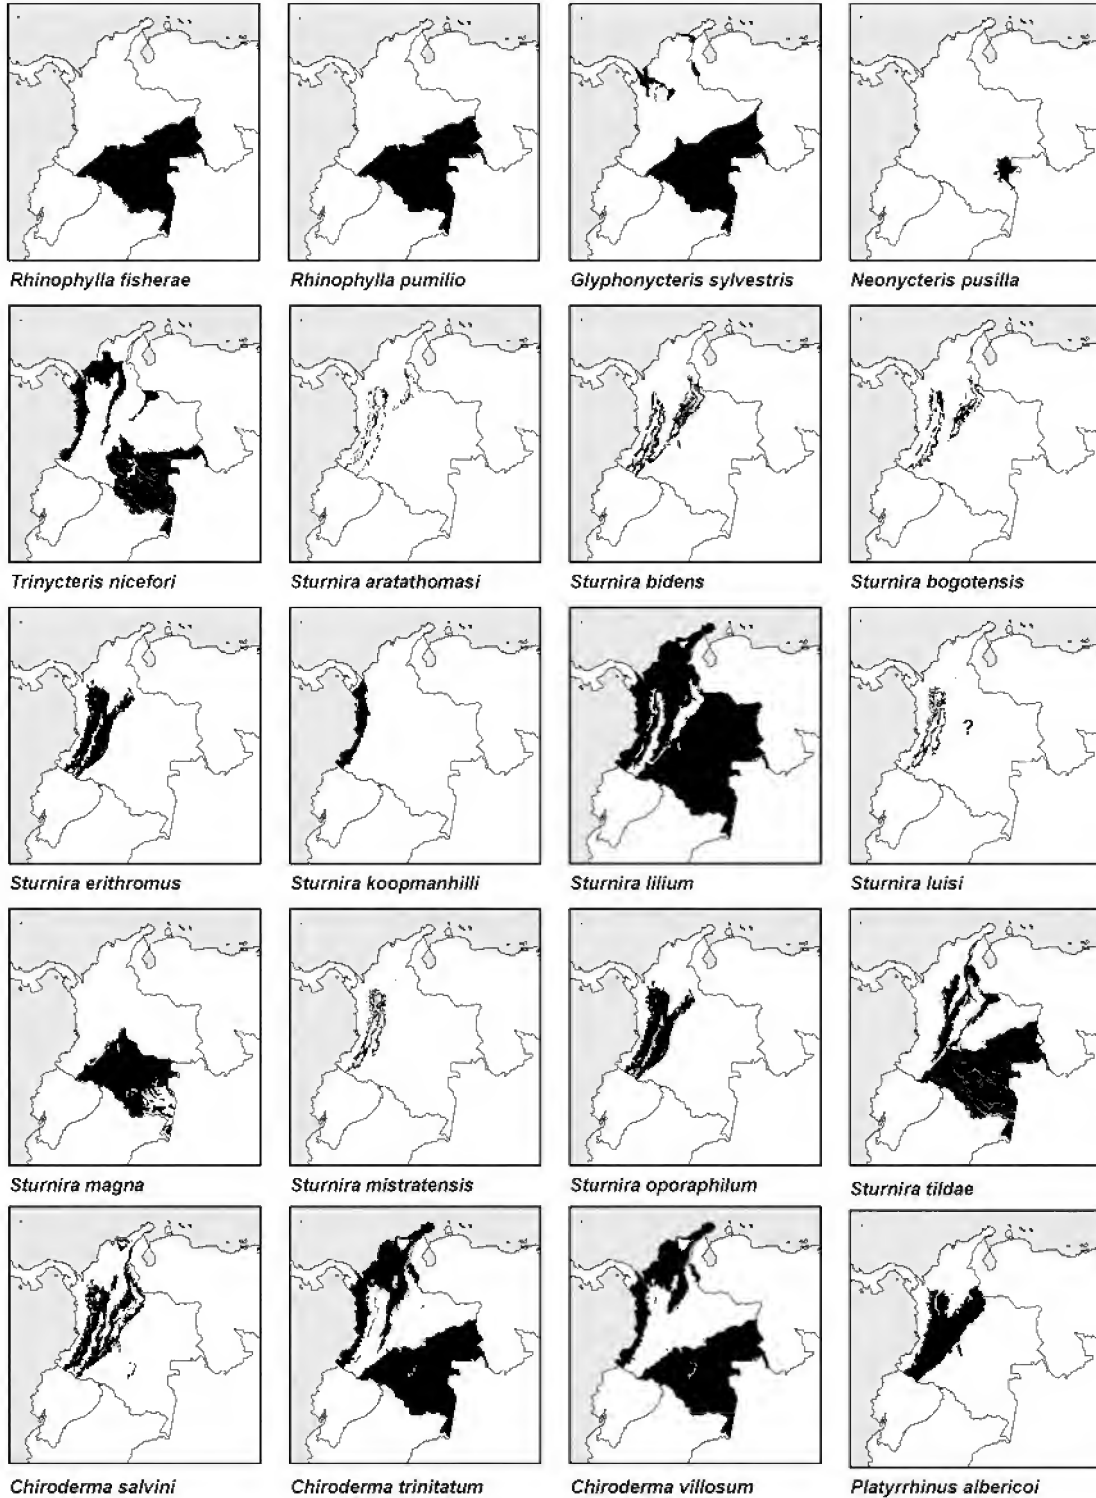 Rhinophylla fisherae
Rhinophylla pumilio
Glyphonycteris sylvestris
Neonycteris pusilla
Trinycteris nicefori
Sturnira aratathomasi
Sturnira bidens
Sturnira bogotensis
?
Sturnira erithromus
Sturnira koopmanhilli
Sturnira lilium
Sturnira luisi
Sturnira magna
Sturnira mistratensis
Sturnira oporaphilum
Sturnira tildae
Chiroderma salvini
Chiroderma trinitatum
Chiroderma villosum
Platyrrhinus albericoi